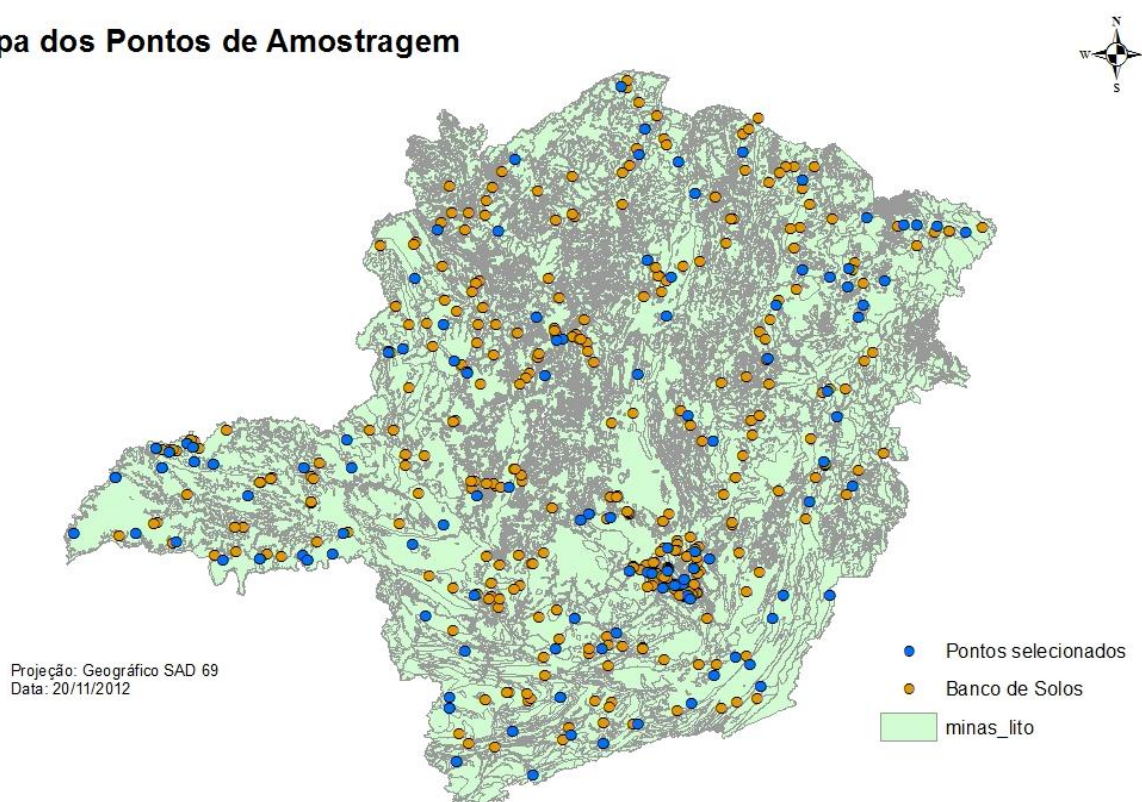 pa dos Pontos de Amostragem
N
W
S
Pontos selecionados
Banco de Solos
minas_lito
Projeção: Geográfico SAD 69
Data: 20/11/2012